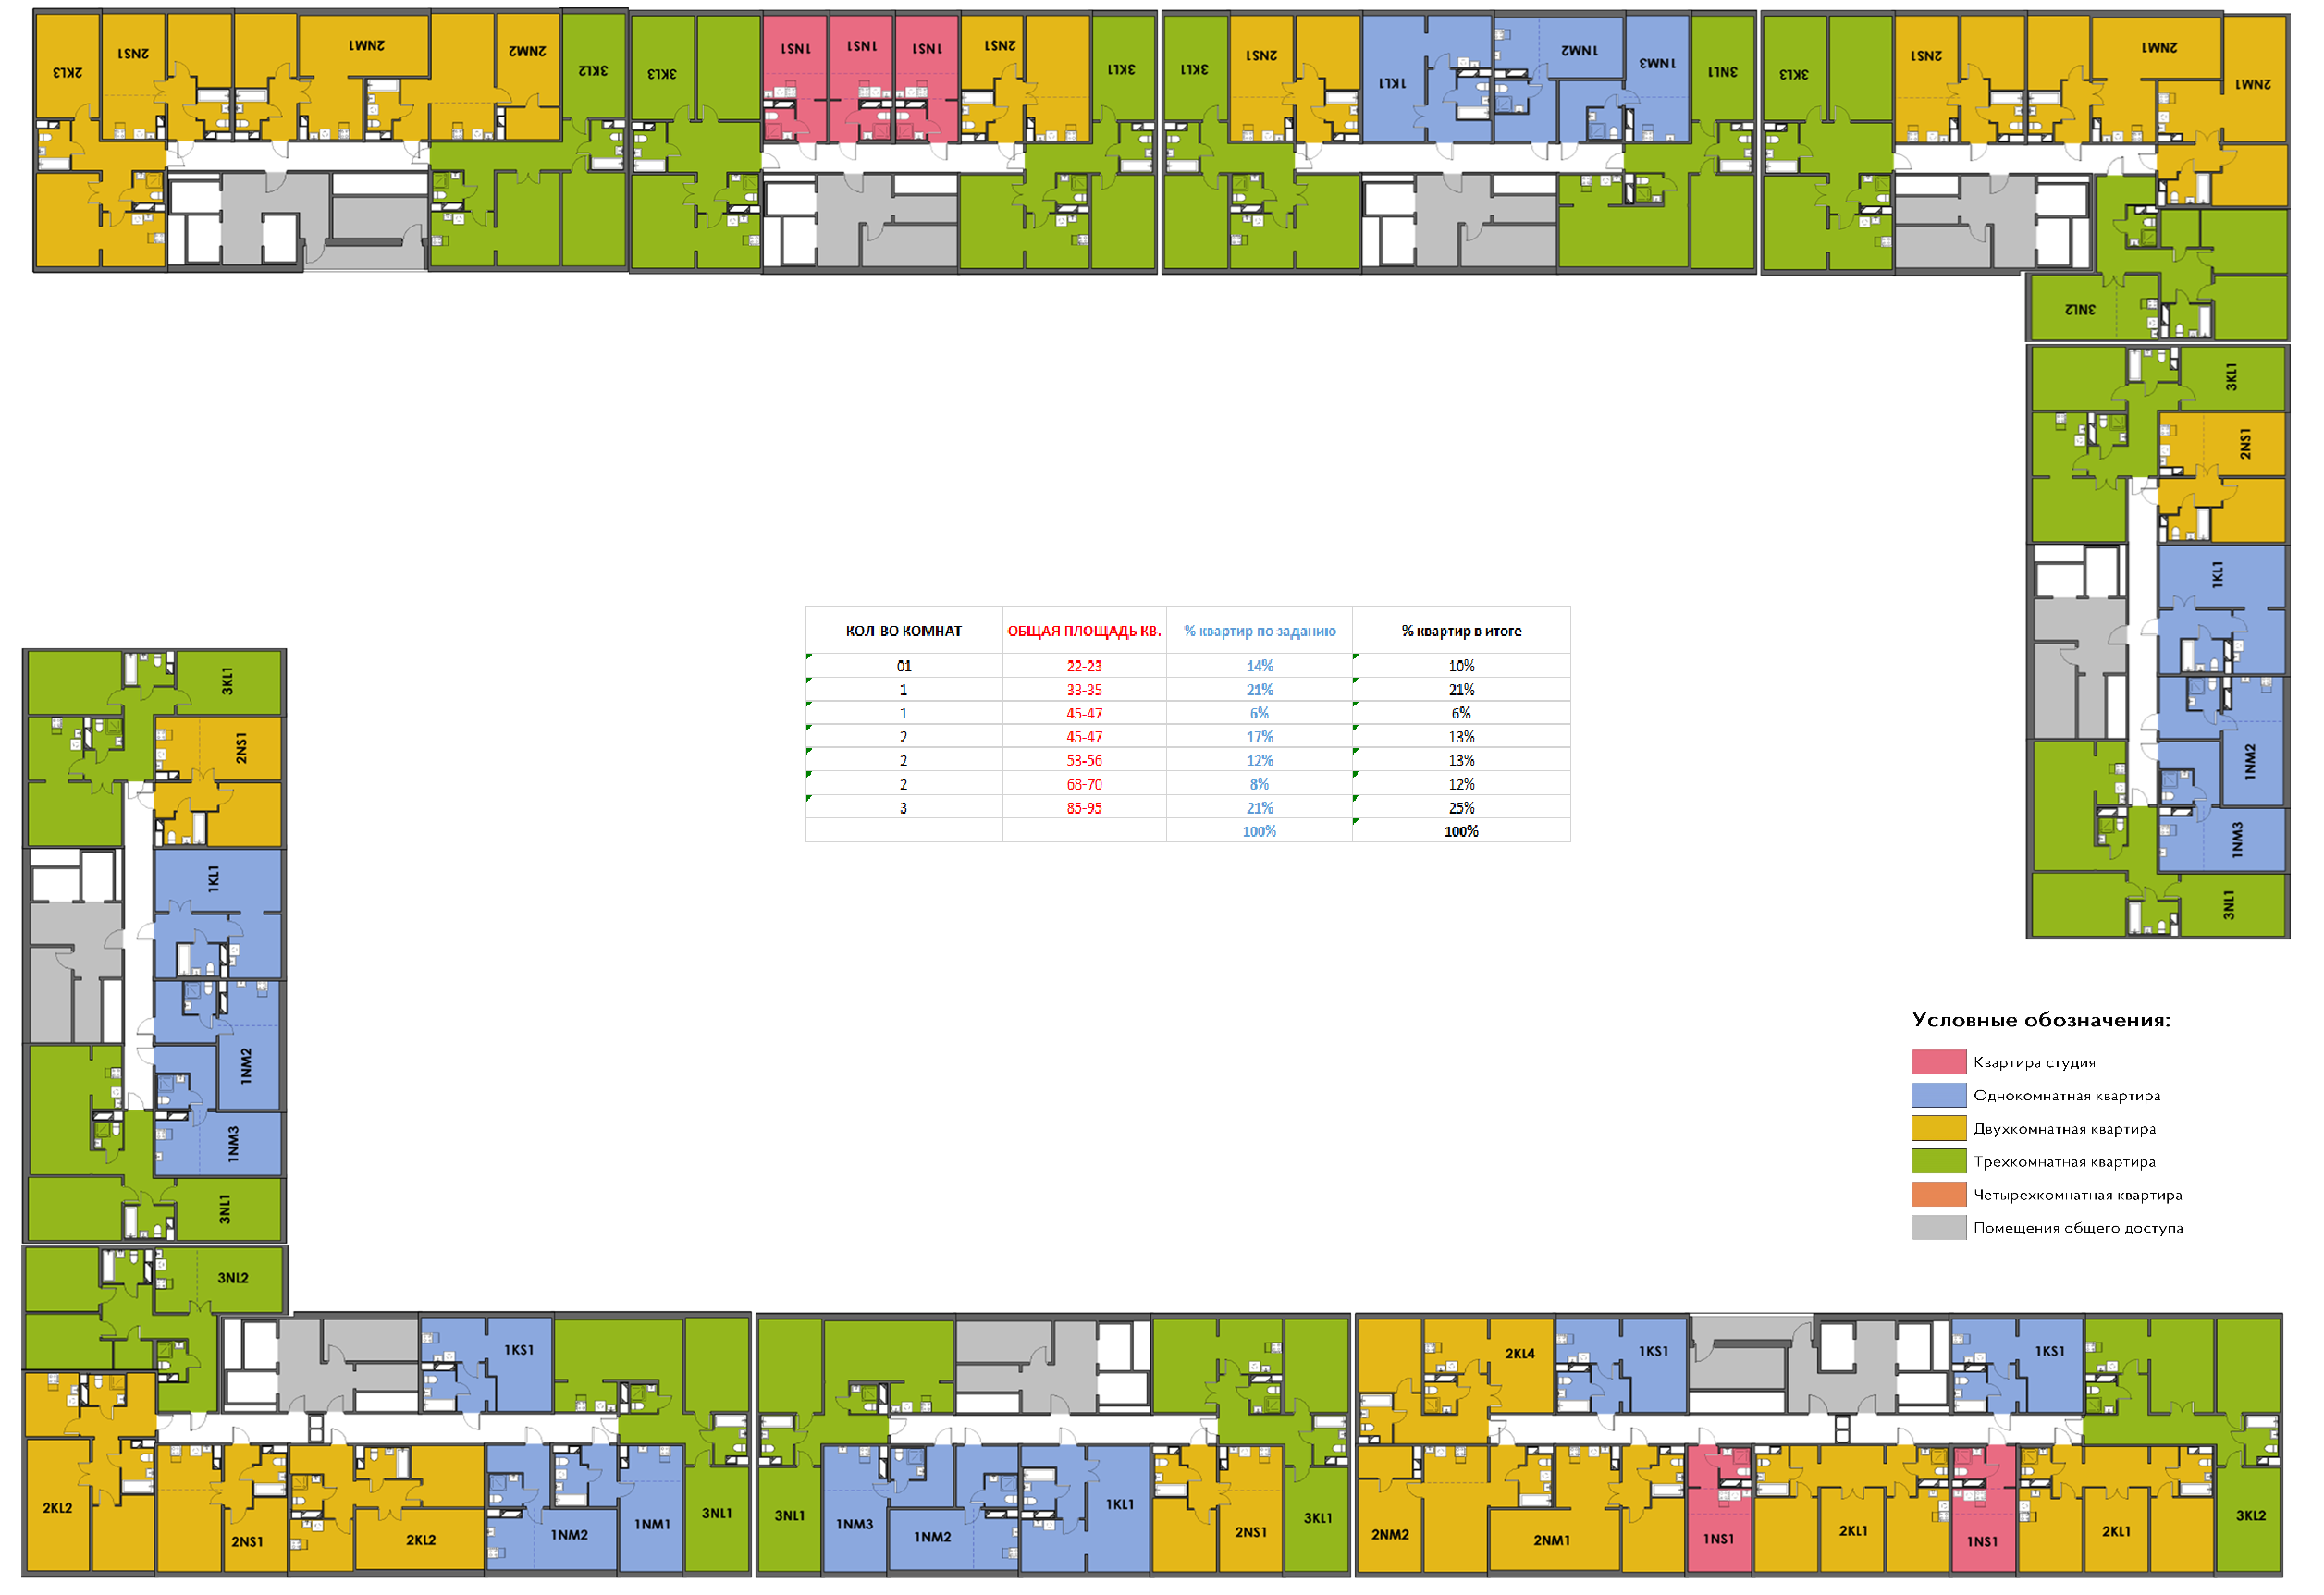 2KL3
2NS1
2NM1
2NM2
3KL2
3KL3
1NS1
1NS1
1NS1
2NS1
3KL1
3KL1
2NS1
1KL1
1NM2
1NM3
3NL1
3KL3
2NS1
2NM1
2NM1
3NL2
3KL1
2NS1
1KL1
1NM2
1NM3
3NL1
КОЛ-ВО КОМНАТ ОБЩАЯ ПЛОЩАДЬ КВ. % квартир по заданию % квартир в итоге
01 22-23 14% 10%
1 33-35 21% 21%
1 45-47 6% 6%
2 45-47 17% 13%
2 53-56 12% 13%
2 68-70 8% 12%
3 85-95 21% 25%
100% 100%
3KL1
2NS1
1KL1
1NM2
1NM3
3NL1
Условные обозначения:
Квартира студия
Однокомнатная квартира
Двухкомнатная квартира
Трехкомнатная квартира
Четырехкомнатная квартира
Помещения общего доступа
3NL2
1KS1
2KL2
2NS1
2KL2
1NM2
1NM1
3NL1
3NL1
1NM3
1NM2
1KL1
2NS1
3KL1
2KL4
1KS1
1KS1
2NM2
2NM1
1NS1
2KL1
1NS1
2KL1
3KL2